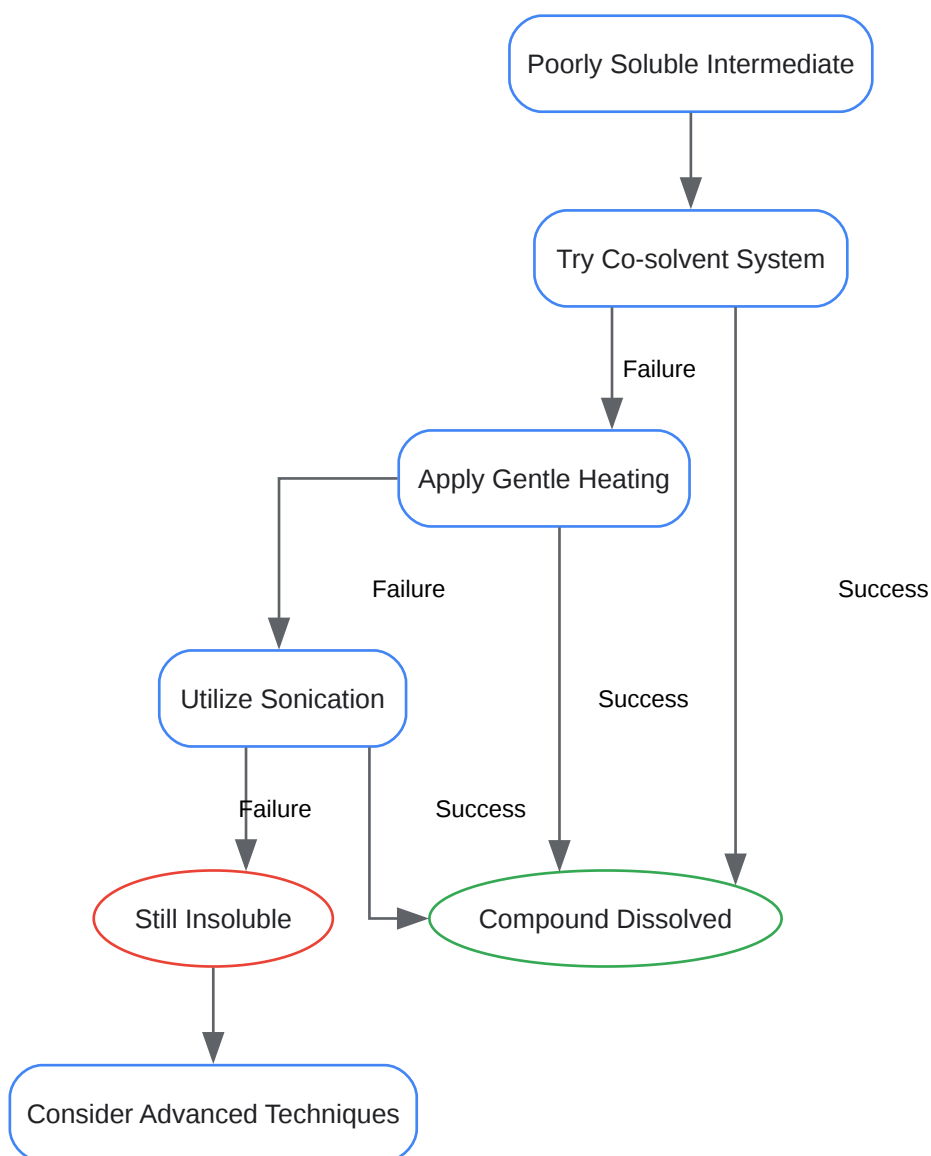 Poorly Soluble Intermediate
Try Co-solvent System
Failure
Apply Gentle Heating
Failure
Success
Utilize Sonication
Success
Failure
Success
Still Insoluble
Compound Dissolved
Consider Advanced Techniques